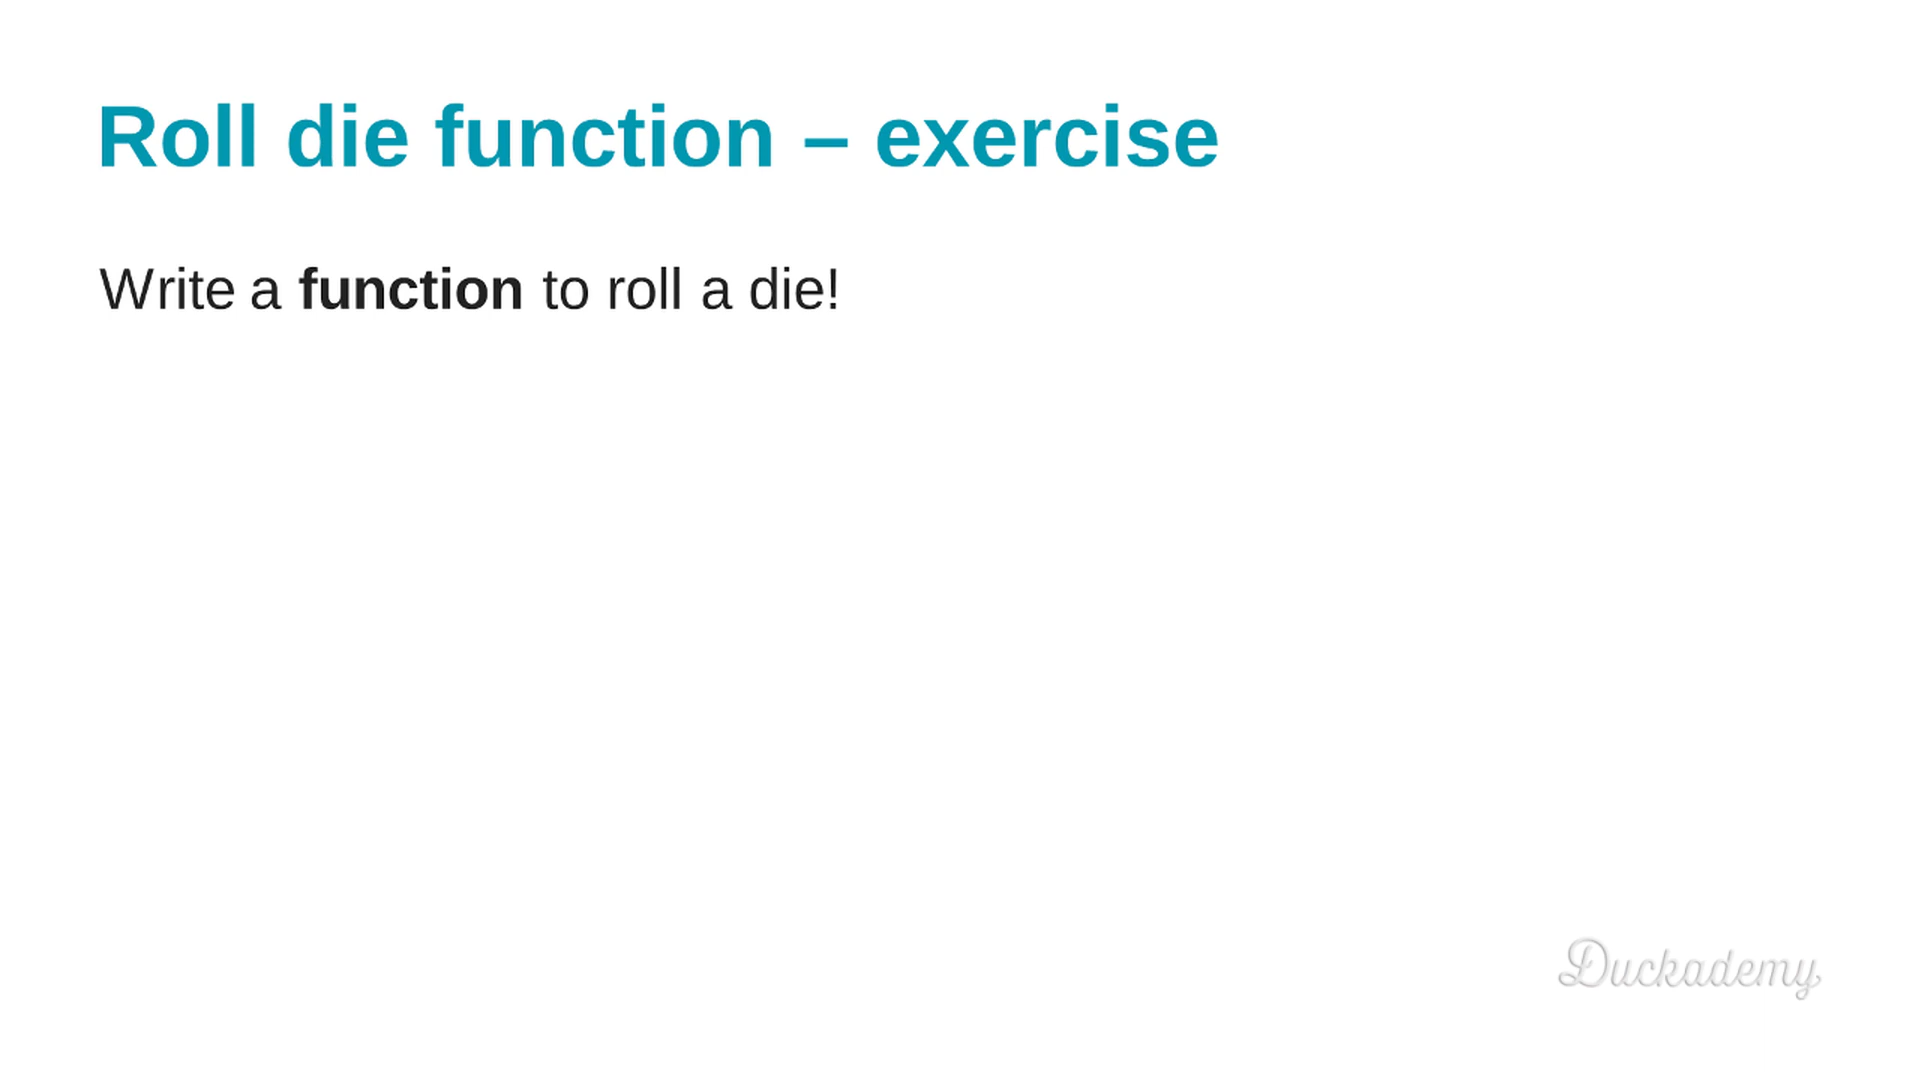 Roll die function – exercise
Write a function to roll a die!
Duckademy